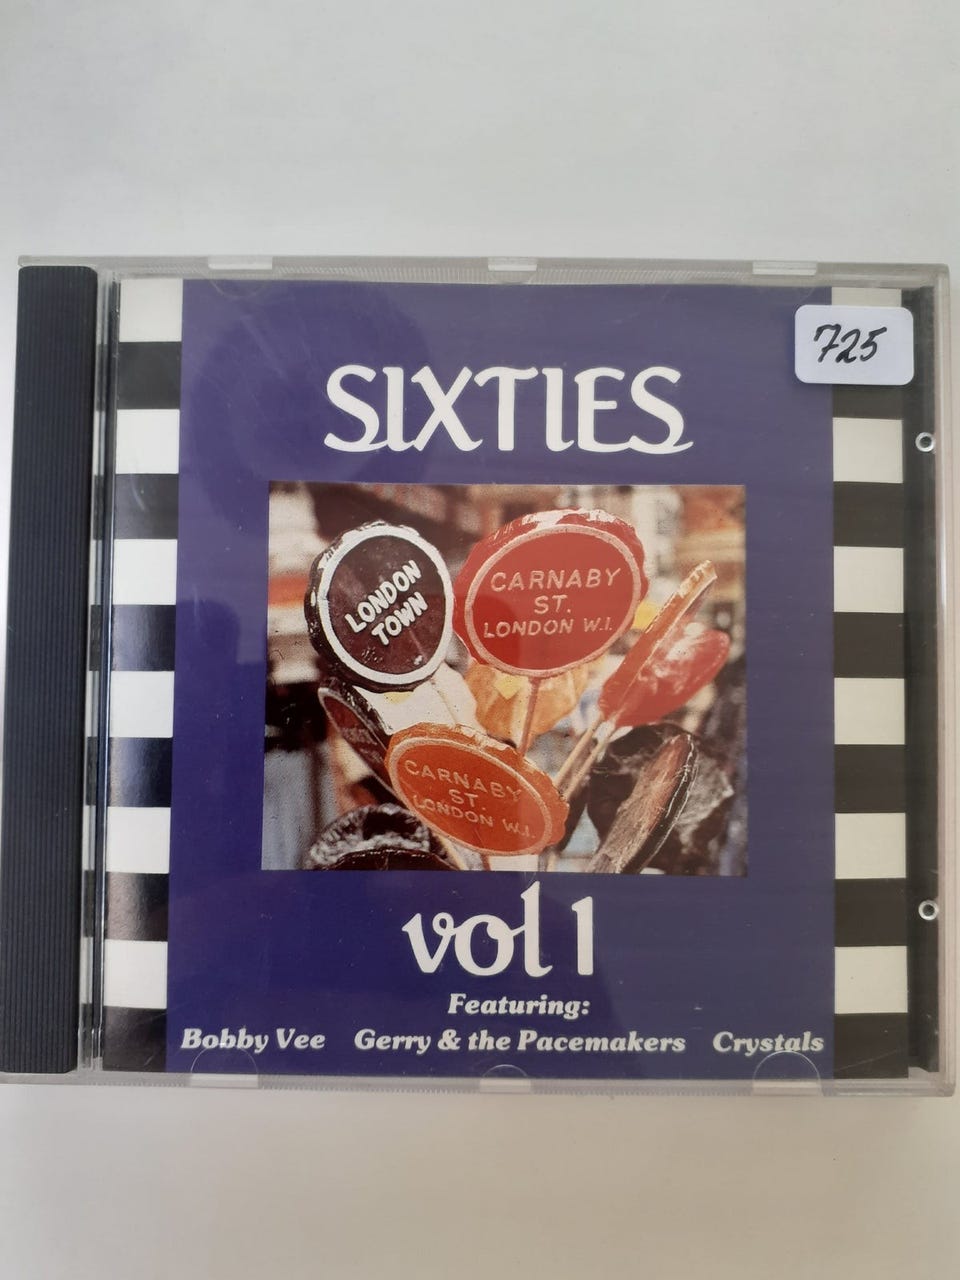 725
SIXTIES
LONDON
TOWN
CARNABY
ST.
LONDON W.I.
CARNABY
ST.
LONDON W.I.
vol 1
Featuring:
Bobby Vee Gerry & the Pacemakers Crystals